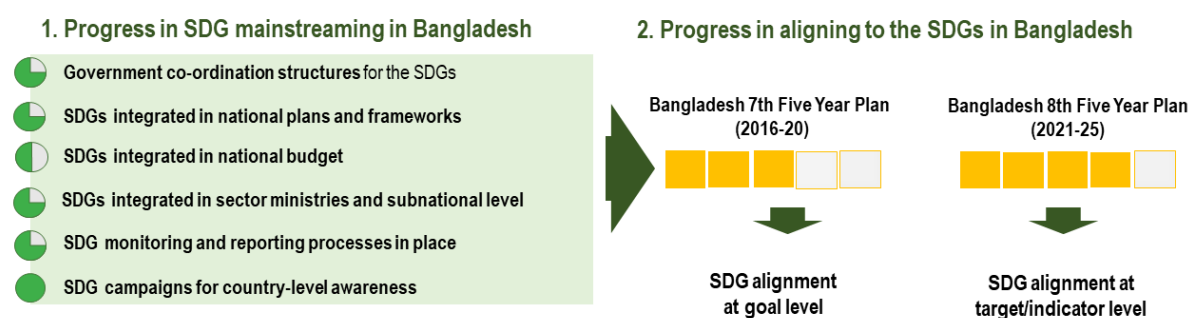 1. Progress in SDG mainstreaming in Bangladesh
Government co-ordination structures for the SDGs
SDGs integrated in national plans and frameworks
SDGs integrated in national budget
SDGs integrated in sector ministries and subnational level
SDG monitoring and reporting processes in place
SDG campaigns for country-level awareness
2. Progress in aligning to the SDGs in Bangladesh
Bangladesh 7th Five Year Plan
(2016-20)
SDG alignment
at goal level
Bangladesh 8th Five Year Plan
(2021-25)
SDG alignment at
target/indicator level